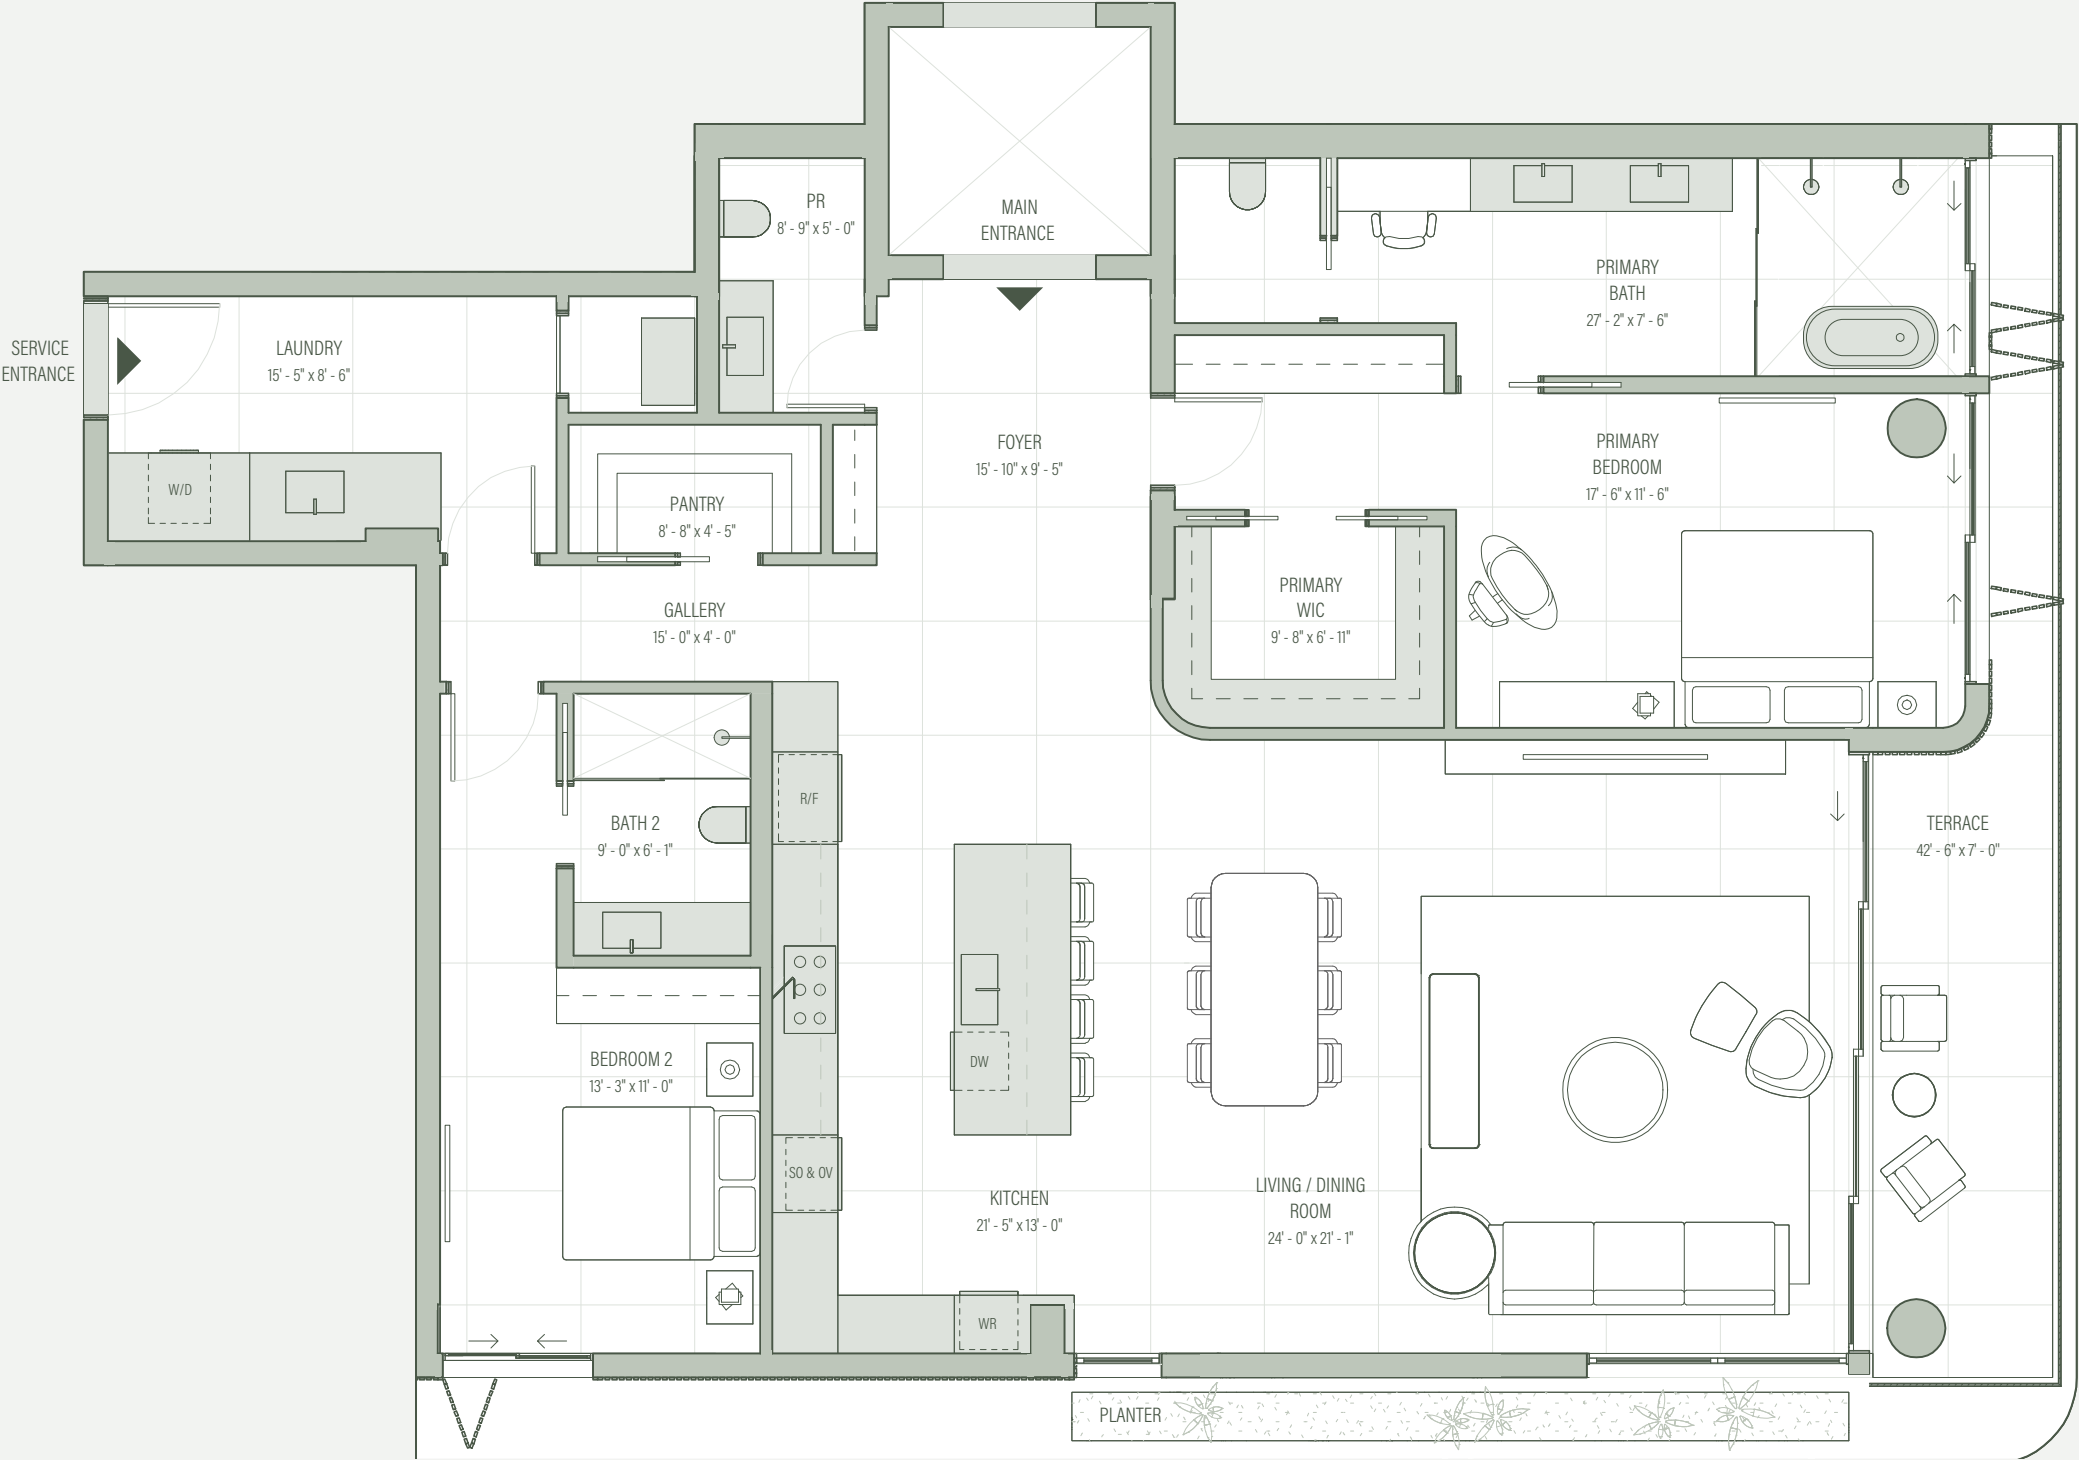 MAIN
ENTRANCE
PR
8' - 9" x 5' - 0"
PRIMARY
BATH
27' - 2" x 7' - 6"
SERVICE
ENTRANCE
LAUNDRY
15' - 5" x 8' - 6"
W/D
PANTRY
8' - 8" x 4' - 5"
FOYER
15' - 10" x 9' - 5"
PRIMARY
BEDROOM
17' - 6" x 11' - 6"
GALLERY
15' - 0" x 4' - 0"
PRIMARY
WIC
9' - 8" x 6' - 11"
R/F
BATH 2
9' - 0" x 6' - 1"
TERRACE
42' - 6" x 7' - 0"
BEDROOM 2
13' - 3" x 11' - 0"
DW
SO & OV
KITCHEN
21' - 5" x 13' - 0"
LIVING / DINING
ROOM
24' - 0" x 21' - 1"
WR
PLANTER